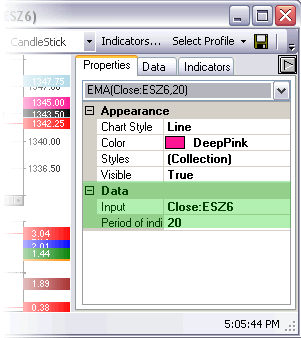 ESZ6)
CandleStick Indicators... Select Profile
Properties Data Indicators
EMA(Close:ESZ6,20)
Appearance
Chart Style Line
Color DeepPink
Styles (Collection)
Visible True
Data
Input Close:ESZ6
Period of indi 20
1347.75
1345.00
1343.50
1342.25
1340.00
1336.50
3.04
2.01
1.44
1.89
0.38
5:05:44 PM